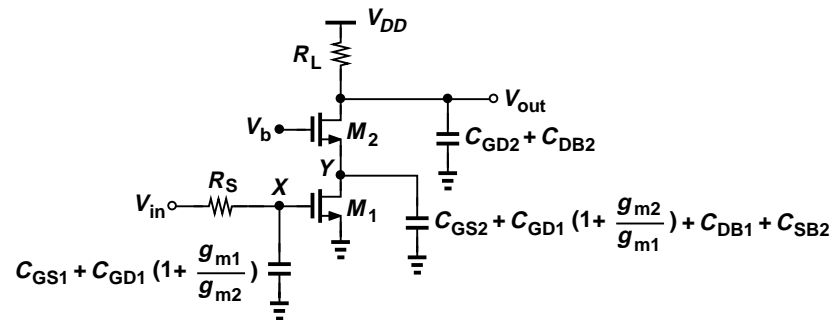 V_DD
R_L
V_out
V_b
M_2
C_GD2 + C_DB2
Y
R_S
X
V_in
M_1
C_GS2 + C_GD1 (1+ g_m2/g_m1) + C_DB1 + C_SB2
C_GS1 + C_GD1 (1+ g_m1/g_m2)